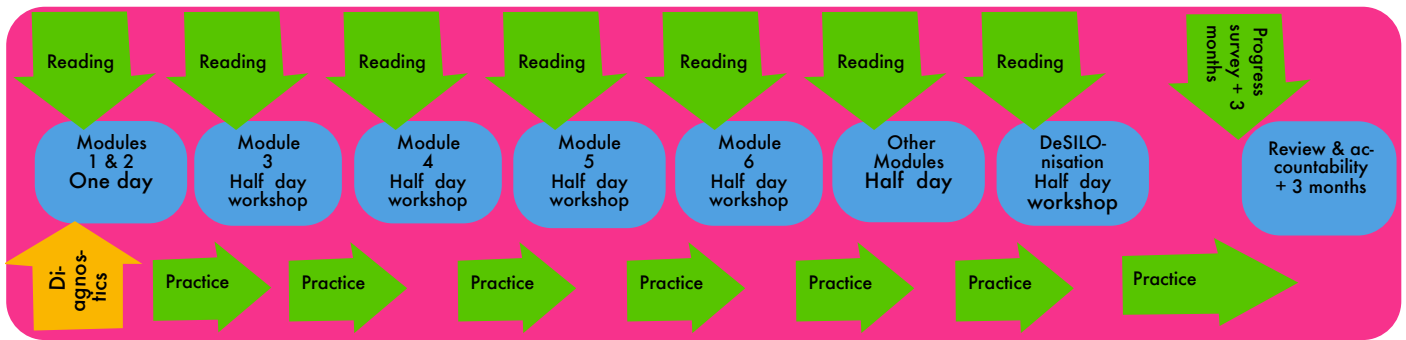 Reading
Reading
Reading
Reading
Reading
Reading
Reading
Progress
survey + 3
months
Modules
1 & 2
One day
Module
3
Half day
workshop
Module
4
Half day
workshop
Module
5
Half day
workshop
Module
6
Half day
workshop
Other
Modules
Half day
DeSILO-
nisation
Half day
workshop
Review & ac-
countability
+ 3 months
Di-
agnos-
tics
Practice
Practice
Practice
Practice
Practice
Practice
Practice